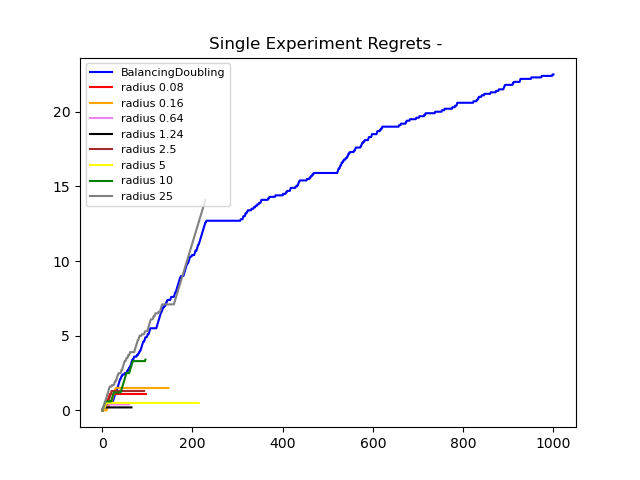 Single Experiment Regrets -
BalancingDoubling
radius 0.08
radius 0.16
radius 0.64
radius 1.24
radius 2.5
radius 5
radius 10
radius 25
20
15
10
5
0
0 200 400 600 800 1000